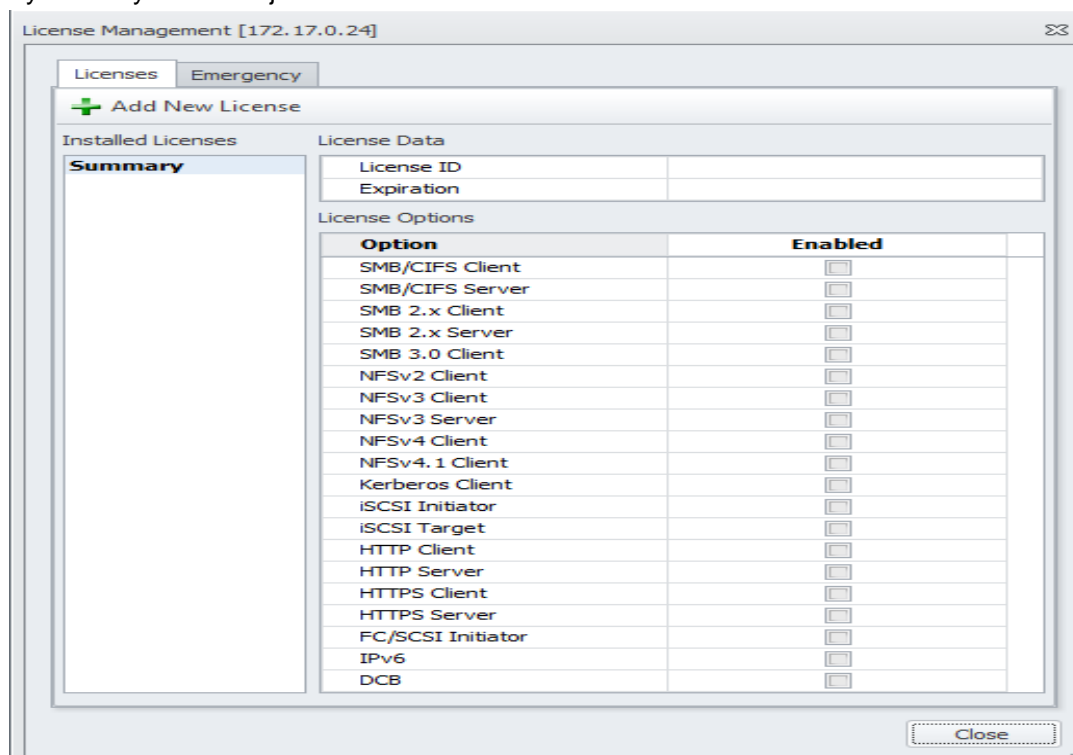 License Management [172.17.0.24]
Licenses Emergency
Add New License
Installed Licenses License Data
Summary
License ID
Expiration
License Options
Option Enabled
SMB/CIFS Client
SMB/CIFS Server
SMB 2.x Client
SMB 2.x Server
SMB 3.0 Client
NFSv2 Client
NFSv3 Client
NFSv3 Server
NFSv4 Client
NFSv4.1 Client
Kerberos Client
iSCSI Initiator
iSCSI Target
HTTP Client
HTTP Server
HTTPS Client
HTTPS Server
FC/SCSI Initiator
IPv6
DCB
Close